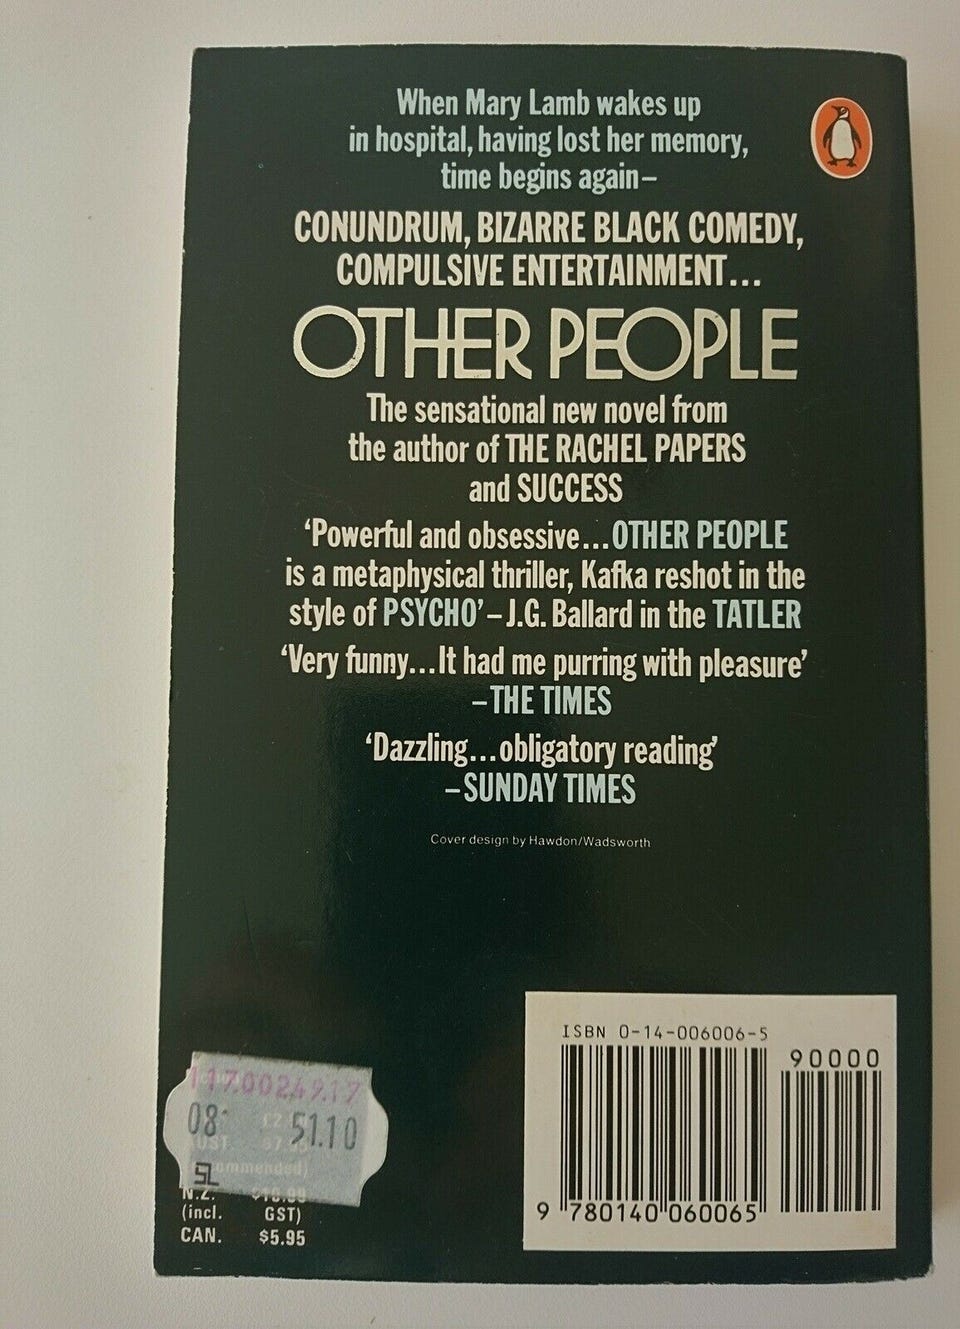 When Mary Lamb wakes up
in hospital, having lost her memory,
time begins again–
CONUNDRUM, BIZARRE BLACK COMEDY,
COMPULSIVE ENTERTAINMENT...
OTHER PEOPLE
The sensational new novel from
the author of THE RACHEL PAPERS
and SUCCESS
‘Powerful and obsessive...OTHER PEOPLE
is a metaphysical thriller, Kafka reshot in the
style of PSYCHO’–J.G. Ballard in the TATLER
‘Very funny...It had me purring with pleasure’
–THE TIMES
‘Dazzling...obligatory reading’
–SUNDAY TIMES
Cover design by Hawdon/Wadsworth
ISBN 0-14-006006-5
90000
9 780140 060065
117.0024917
08 51.10
SL
N.Z.
(incl. GST)
CAN. $5.95